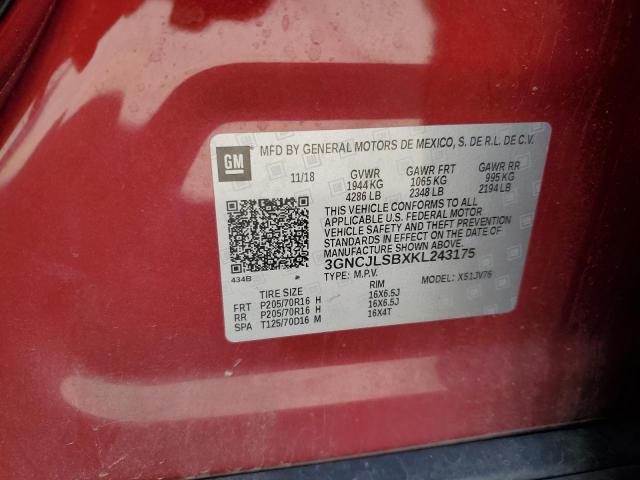 GM MFD BY GENERAL MOTORS DE MEXICO, S. DE R.L. DE C.V.
11/18 GVWR GAWR FRT GAWR RR
1944 KG 1065 KG 995 KG
4286 LB 2348 LB 2194 LB
THIS VEHICLE CONFORMS TO ALL
APPLICABLE U.S. FEDERAL MOTOR
VEHICLE SAFETY AND THEFT PREVENTION
STANDARDS IN EFFECT ON THE DATE OF
MANUFACTURE SHOWN ABOVE.
3GNCJLSBXKL243175
434B TYPE: M.P.V. MODEL: X51JV76
TIRE SIZE RIM
FRT P205/70R16 H 16X6.5J
RR P205/70R16 H 16X6.5J
SPA T125/70D16 M 16X4T